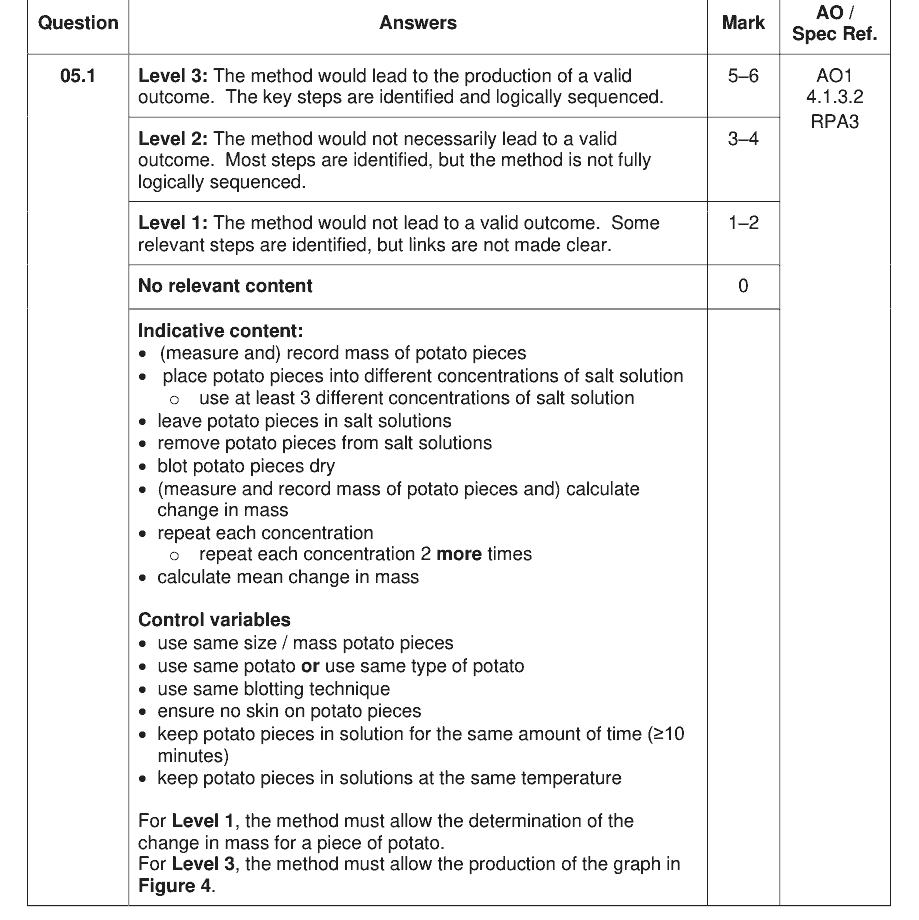 Question Answers Mark AO /
Spec Ref.
05.1 Level 3: The method would lead to the production of a valid 5–6 AO1
outcome. The key steps are identified and logically sequenced. 4.1.3.2
RPA3
Level 2: The method would not necessarily lead to a valid 3–4
outcome. Most steps are identified, but the method is not fully
logically sequenced.
Level 1: The method would not lead to a valid outcome. Some 1–2
relevant steps are identified, but links are not made clear.
No relevant content 0
Indicative content:
• (measure and) record mass of potato pieces
• place potato pieces into different concentrations of salt solution
o use at least 3 different concentrations of salt solution
• leave potato pieces in salt solutions
• remove potato pieces from salt solutions
• blot potato pieces dry
• (measure and record mass of potato pieces and) calculate
change in mass
• repeat each concentration
o repeat each concentration 2 more times
• calculate mean change in mass
Control variables
• use same size / mass potato pieces
• use same potato or use same type of potato
• use same blotting technique
• ensure no skin on potato pieces
• keep potato pieces in solution for the same amount of time (≥10
minutes)
• keep potato pieces in solutions at the same temperature
For Level 1, the method must allow the determination of the
change in mass for a piece of potato.
For Level 3, the method must allow the production of the graph in
Figure 4.